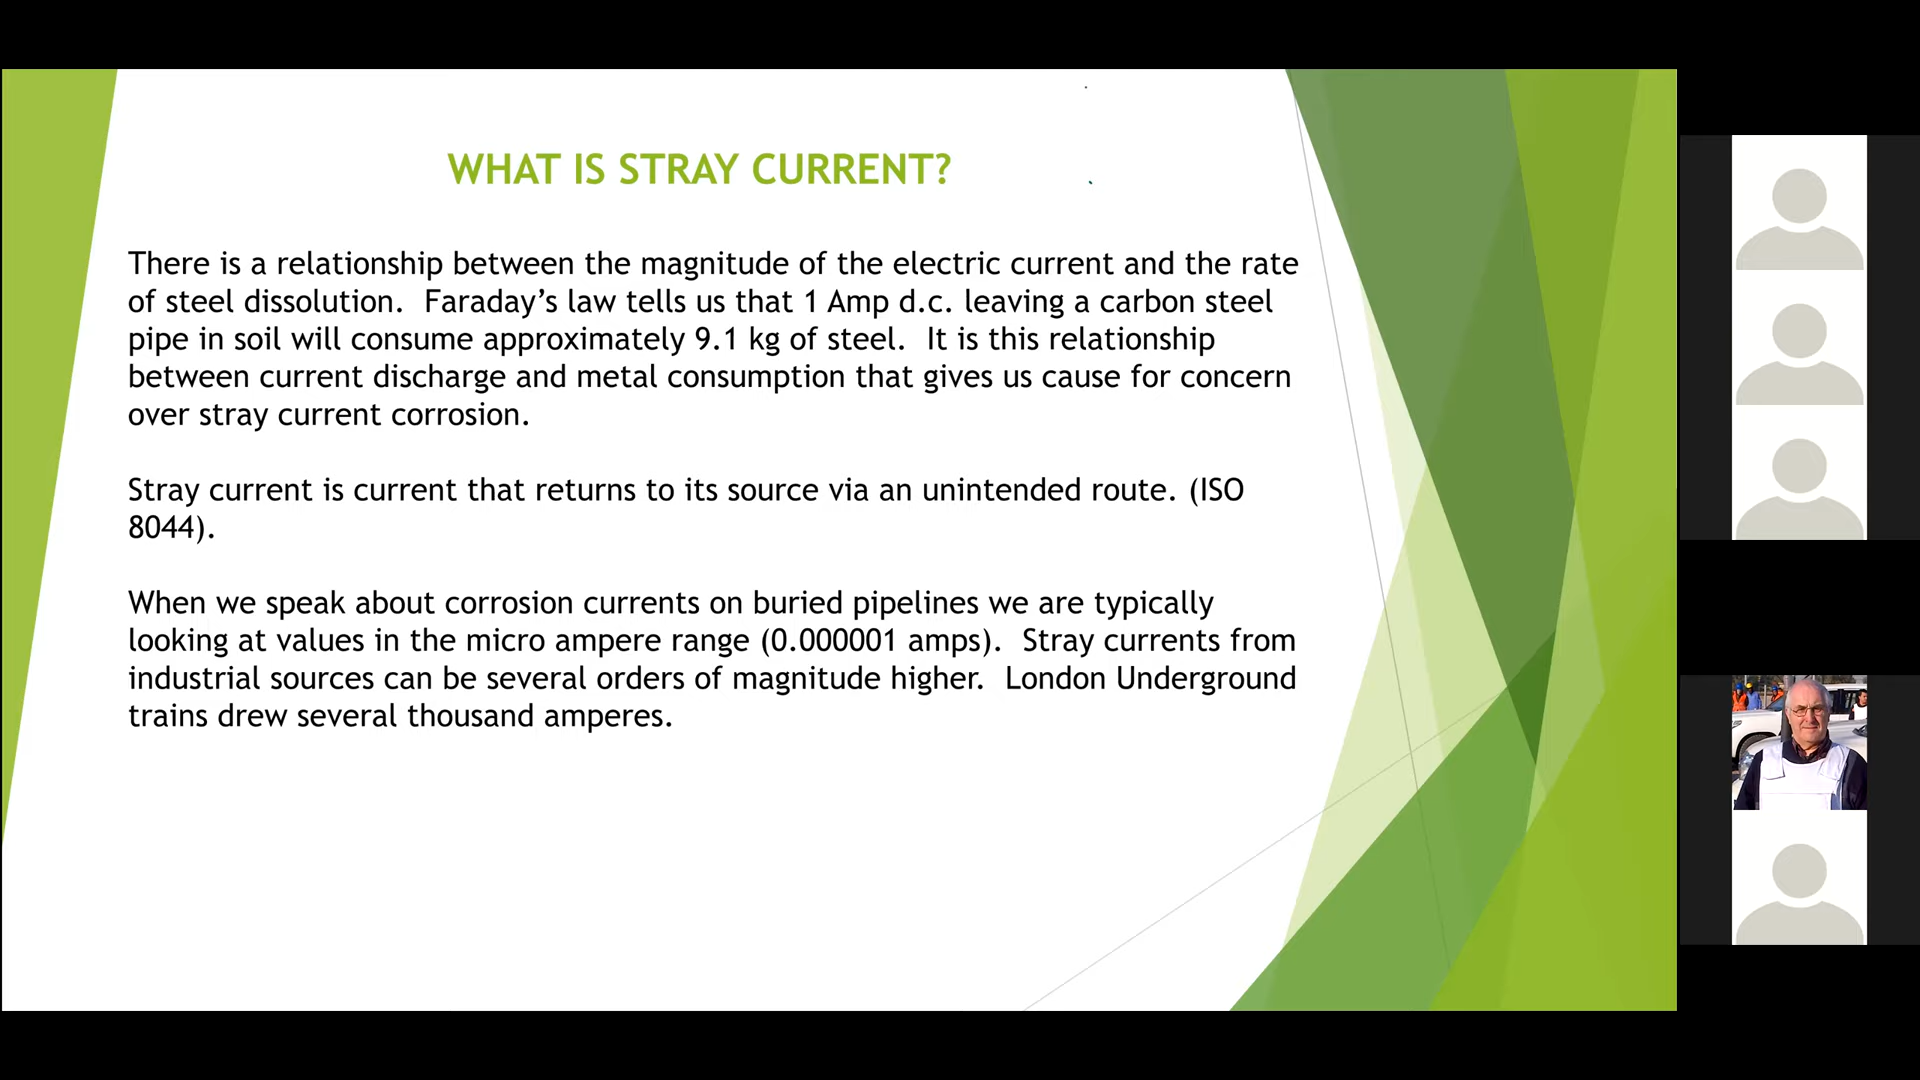 WHAT IS STRAY CURRENT?
There is a relationship between the magnitude of the electric current and the rate
of steel dissolution.  Faraday’s law tells us that 1 Amp d.c. leaving a carbon steel
pipe in soil will consume approximately 9.1 kg of steel.  It is this relationship
between current discharge and metal consumption that gives us cause for concern
over stray current corrosion.
Stray current is current that returns to its source via an unintended route. (ISO
8044).
When we speak about corrosion currents on buried pipelines we are typically
looking at values in the micro ampere range (0.000001 amps).  Stray currents from
industrial sources can be several orders of magnitude higher.  London Underground
trains drew several thousand amperes.